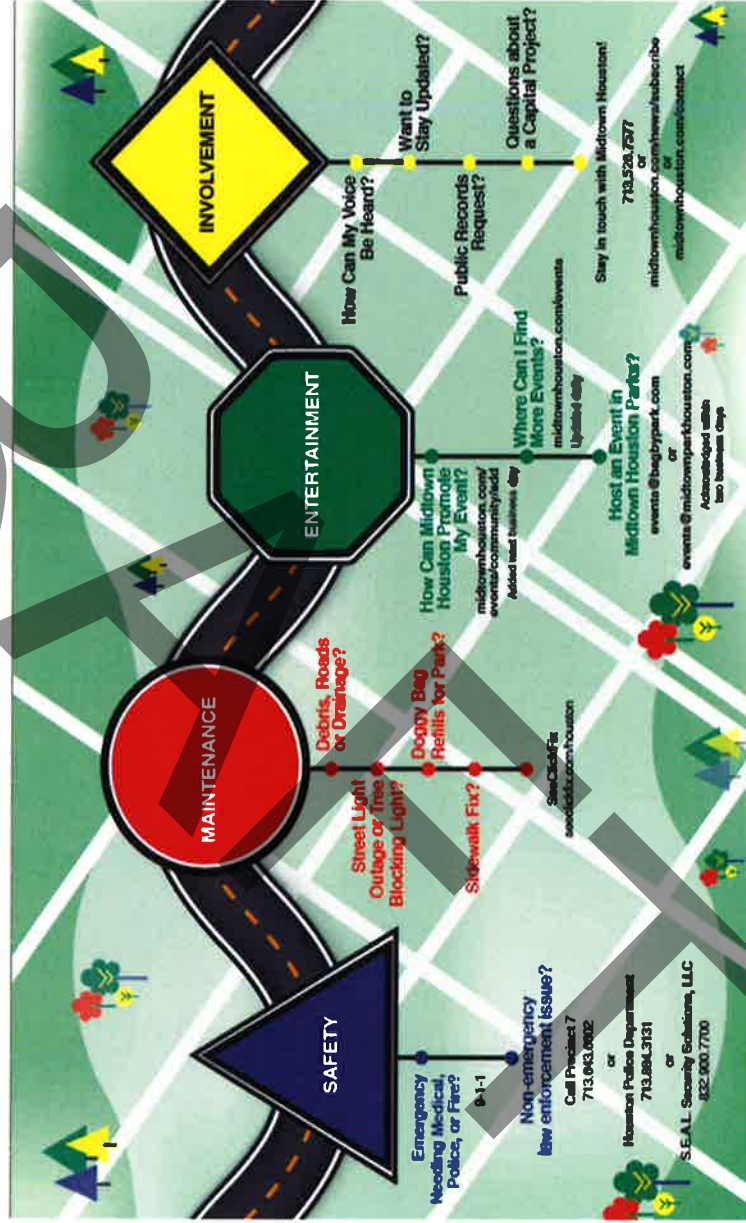 SAFETY
Emergency
Needing Medical,
Police, or Fire?
9-1-1
Non-emergency
law enforcement issue?
Call Precinct 7
713.643.6602
or
Houston Police Department
713.884.3131
or
S.E.A.L. Security Solutions, LLC
832.900.7700
MAINTENANCE
Debris, Roads
or Drainage?
Street Light
Outage or Tree
Blocking Light?
Doggy Bag
Refills for Park?
Sidewalk Fix?
SeeClickFix
seeclickfix.com/houston
ENTERTAINMENT
How Can Midtown
Houston Promote
My Event?
midtownhouston.com/
events/community/add
Added next business day
Where Can I Find
More Events?
midtownhouston.com/events
Updated daily
Host an Event in
Midtown Houston Parks?
events@bagbypark.com
or
events@midtownparkhouston.com
Acknowledged within
two business days
INVOLVEMENT
How Can My Voice
Be Heard?
Want to
Stay Updated?
Public Records
Request?
Questions about
a Capital Project?
Stay in touch with Midtown Houston!
713.526.7577
or
midtownhouston.com/news/subscribe
or
midtownhouston.com/contact